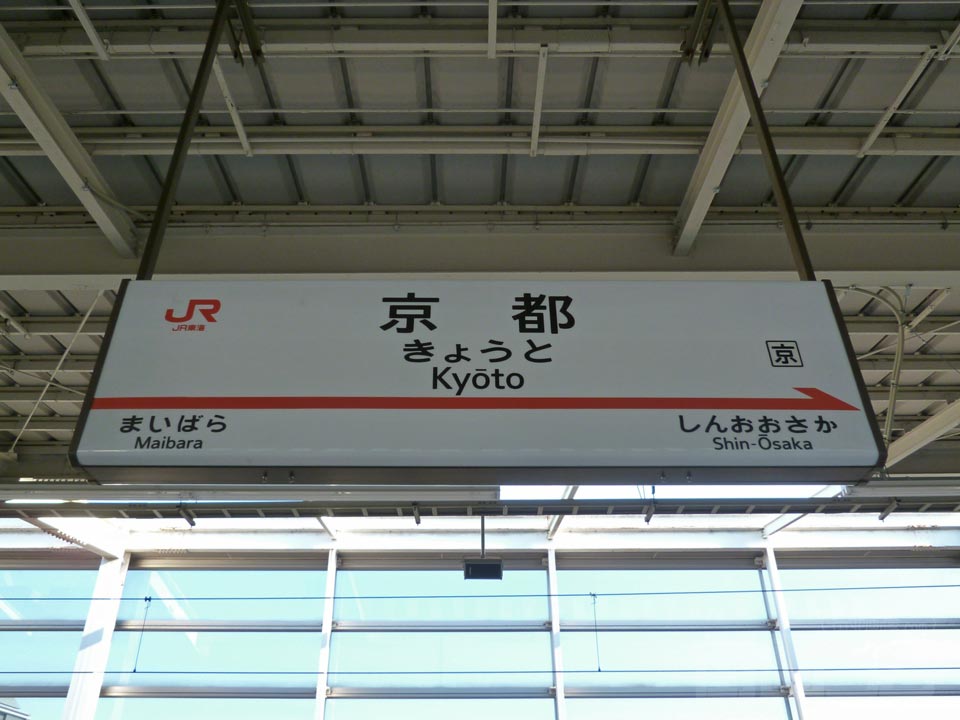 JR
JR東海
京都
きょうと
Kyōto
京
まいばら
Maibara
しんおおさか
Shin-Ōsaka